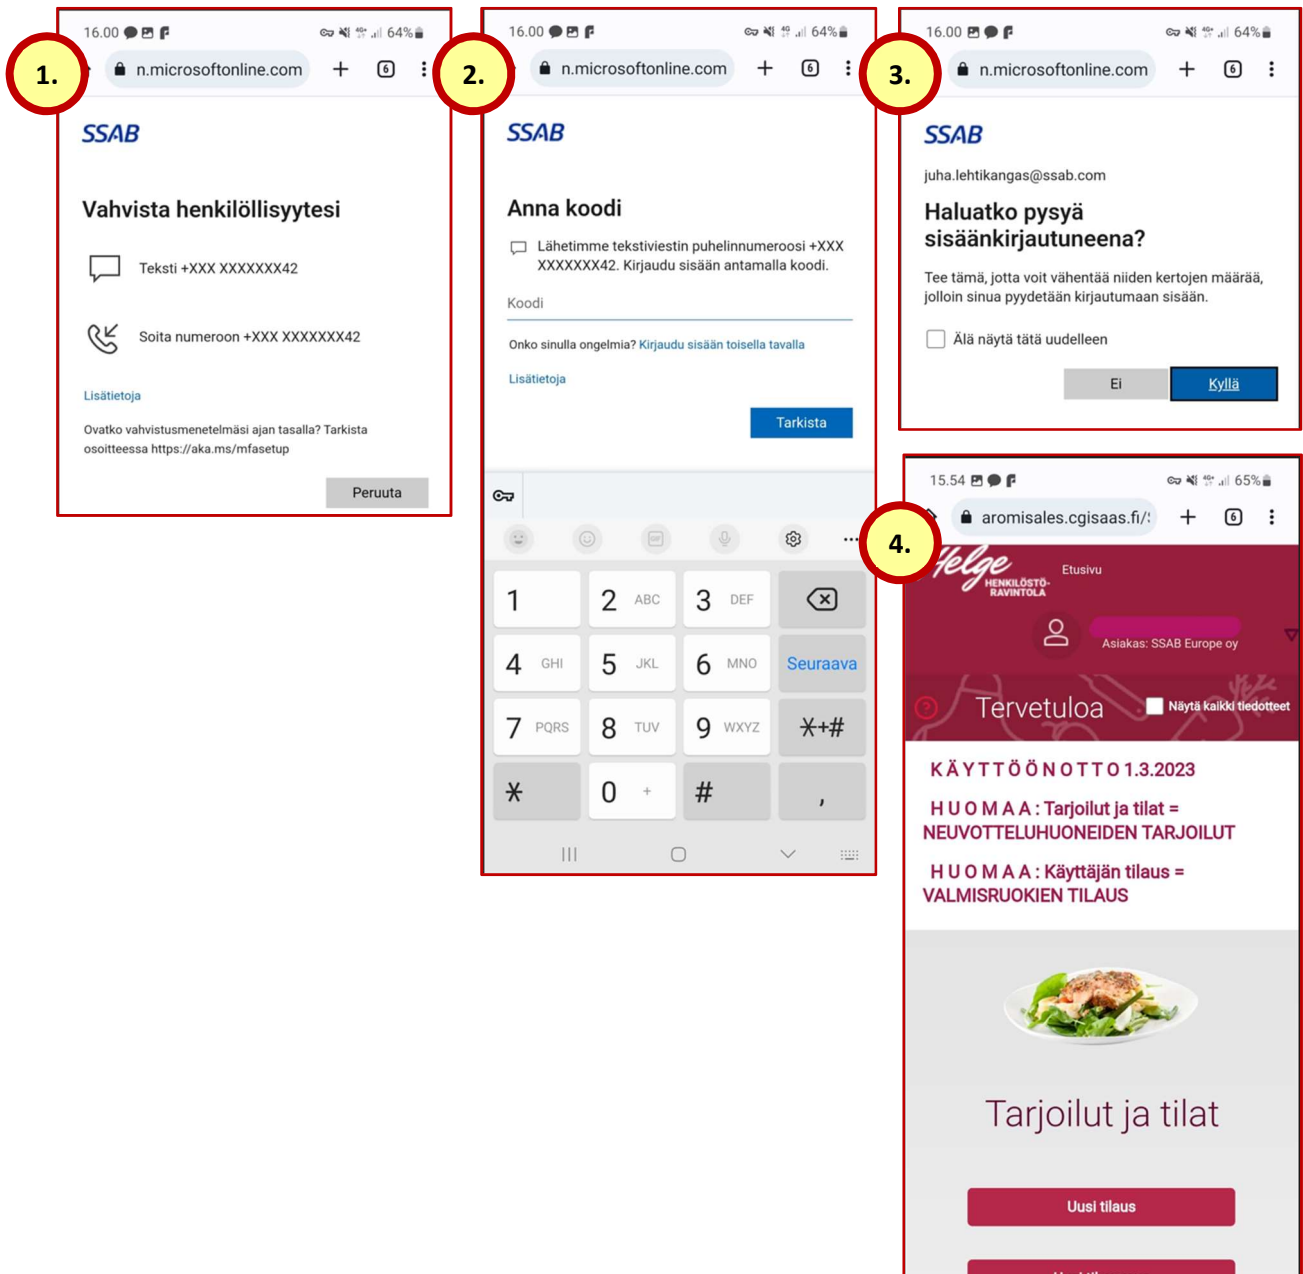 1.
16.00
64%
n.microsoftonline.com
6
SSAB
Vahvista henkilöllisyytesi
Teksti +XXX XXXXXXX42
Soita numeroon +XXX XXXXXXX42
Lisätietoja
Ovatko vahvistusmenetelmäsi ajan tasalla? Tarkista
osoitteessa https://aka.ms/mfasetup
Peruuta
2.
16.00
64%
n.microsoftonline.com
6
SSAB
Anna koodi
Lähetimme tekstiviestin puhelinnumeroosi +XXX
XXXXXXX42. Kirjaudu sisään antamalla koodi.
Koodi
Onko sinulla ongelmia? Kirjaudu sisään toisella tavalla
Lisätietoja
Tarkista
GIF
1
2 ABC
3 DEF
4 GHI
5 JKL
6 MNO
Seuraava
7 PQRS
8 TUV
9 WXYZ
*+#
*
0 +
#
,
3.
16.00
64%
n.microsoftonline.com
6
SSAB
juha.lehtikangas@ssab.com
Haluatko pysyä
sisäänkirjautuneena?
Tee tämä, jotta voit vähentää niiden kertojen määrää,
jolloin sinua pyydetään kirjautumaan sisään.
Älä näytä tätä uudelleen
Ei
Kyllä
4.
15.54
65%
aromisales.cgisaas.fi/
6
Helge
HENKILÖSTÖ-
RAVINTOLA
Etusivu
Asiakas: SSAB Europe oy
?
Tervetuloa
Näytä kaikki tiedotteet
K Ä Y T T Ö Ö N O T T O 1.3.2023
H U O M A A : Tarjoilut ja tilat =
NEUVOTTELUHUONEIDEN TARJOILUT
H U O M A A : Käyttäjän tilaus =
VALMISRUOKIEN TILAUS
Tarjoilut ja tilat
Uusi tilaus